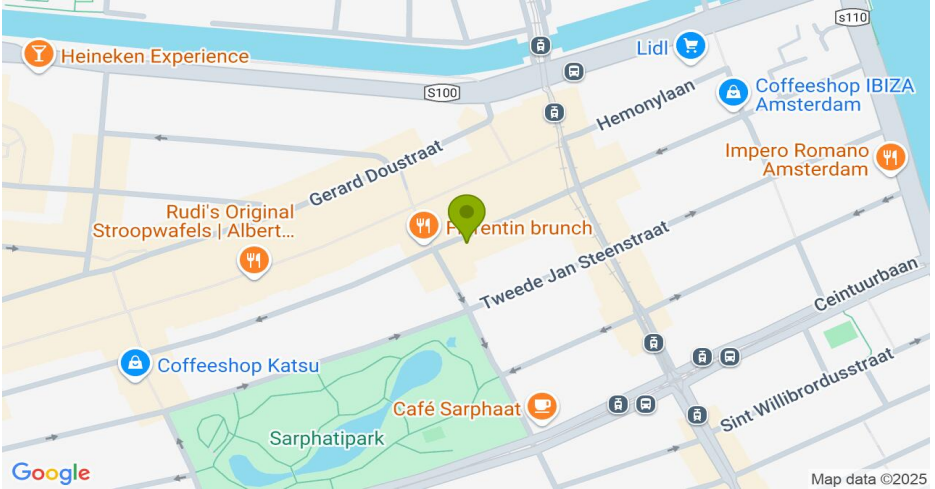 s110
Heineken Experience
Lidl
S100
Coffeeshop IBIZA
Amsterdam
Hemonylaan
Gerard Doustraat
Impero Romano
Amsterdam
Rudi's Original
Stroopwafels | Albert...
Florentin brunch
Tweede Jan Steenstraat
Ceintuurbaan
Coffeeshop Katsu
Café Sarphaat
Sint Willibrordusstraat
Sarphatipark
Google
Map data ©2025